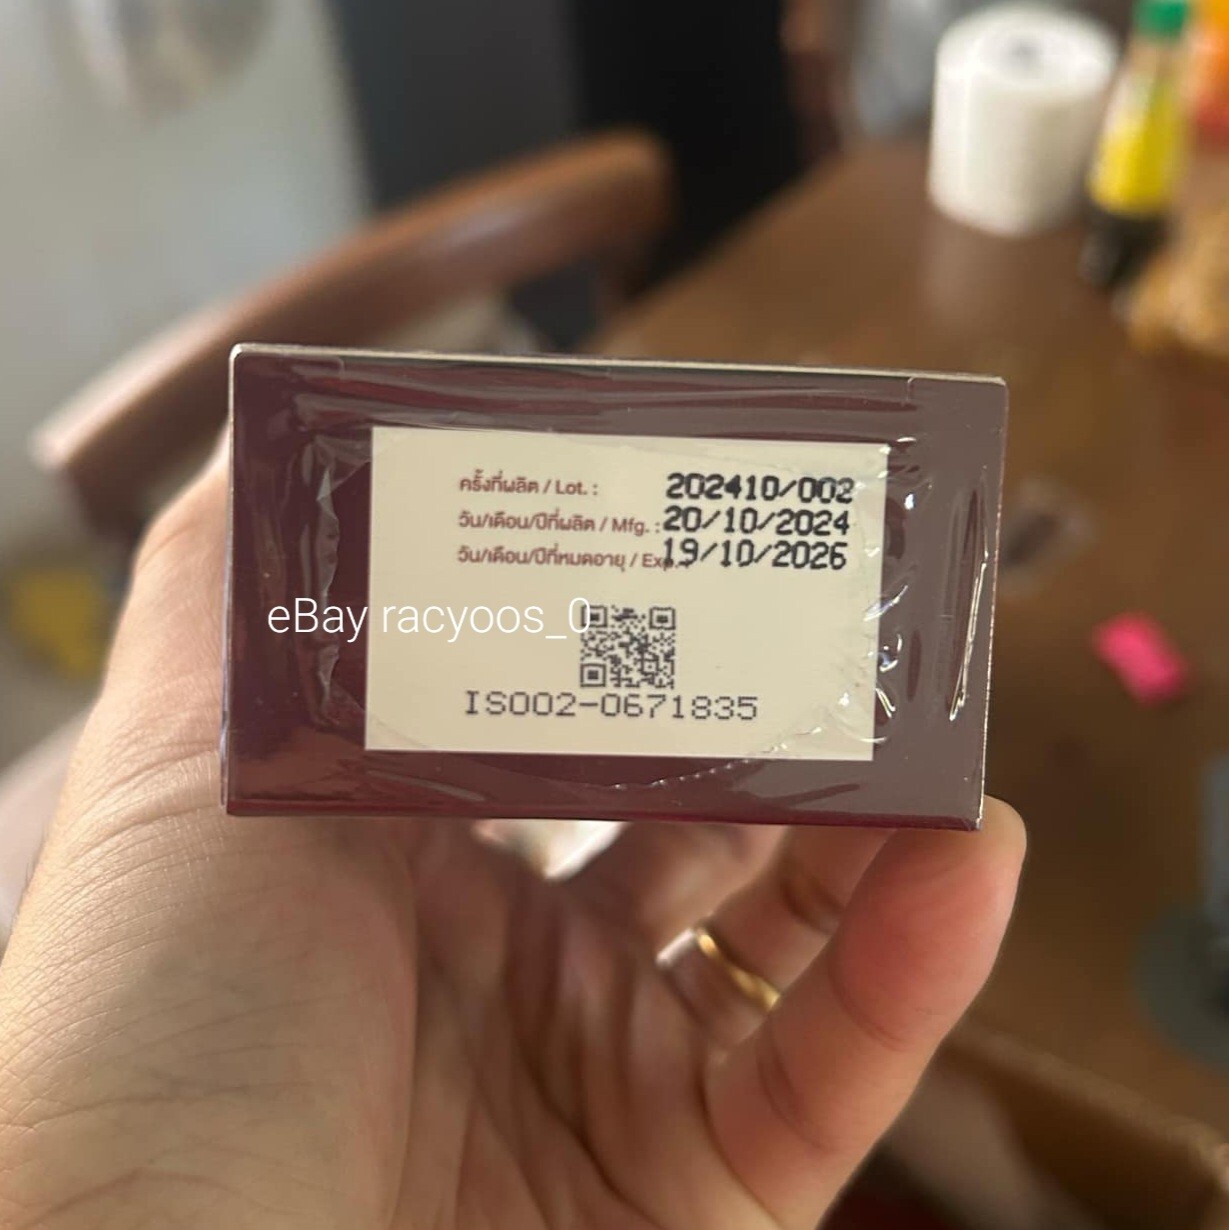 ครั้งที่ผลิต / Lot. : 202410/002
วัน/เดือน/ปีที่ผลิต / Mfg. : 20/10/2024
วัน/เดือน/ปีที่หมดอายุ / Exp. : 19/10/2026
eBay racyoos_0
IS002-0671835